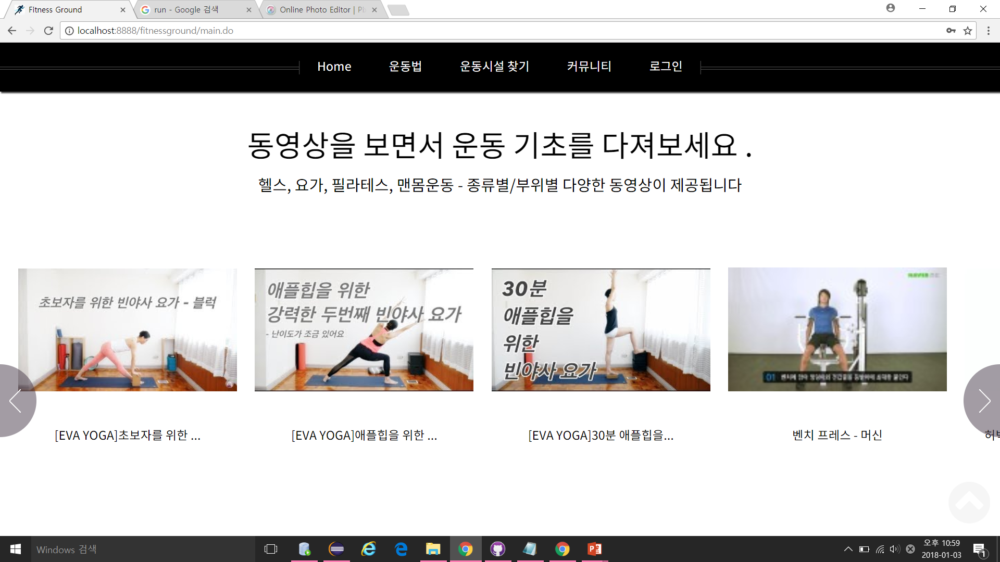 Fitness Ground
run - Google 검색
Online Photo Editor | Pi
localhost:8888/fitnessground/main.do
Home 운동법 운동시설 찾기 커뮤니티 로그인
동영상을 보면서 운동 기초를 다져보세요 .
헬스, 요가, 필라테스, 맨몸운동 - 종류별/부위별 다양한 동영상이 제공됩니다
초보자를 위한 빈야사 요가 - 블럭
애플힙을 위한
강력한 두번째 빈야사 요가
- 난이도가 조금 있어요
30분
애플힙을
위한
빈야사 요가
NAVER
01
[EVA YOGA]초보자를 위한 ...
[EVA YOGA]애플힙을 위한 ...
[EVA YOGA]30분 애플힙을...
벤치 프레스 - 머신
Windows 검색
오후 10:59
2018-01-03
1